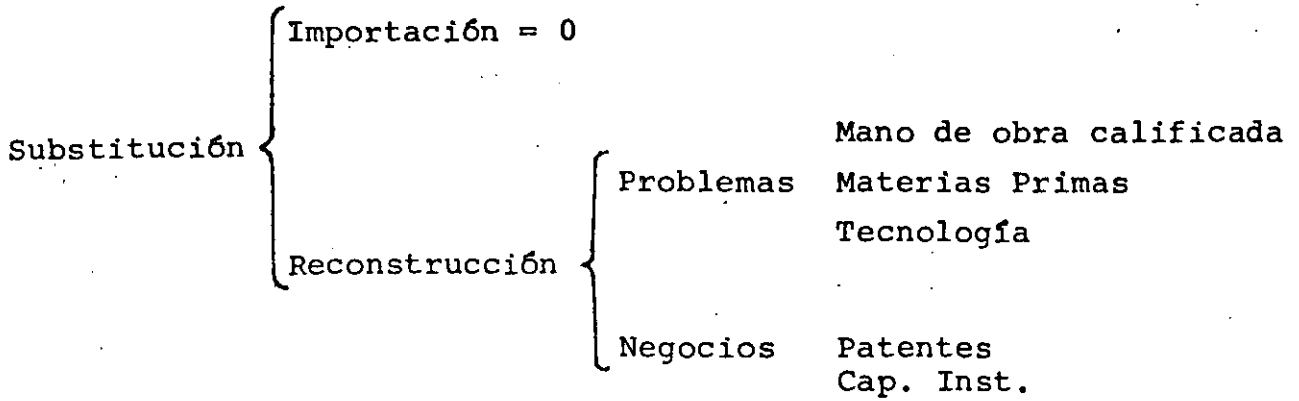 Importación = 0
Substitución
Mano de obra calificada
Problemas Materias Primas
Tecnología
Reconstrucción
Negocios Patentes
Cap. Inst.